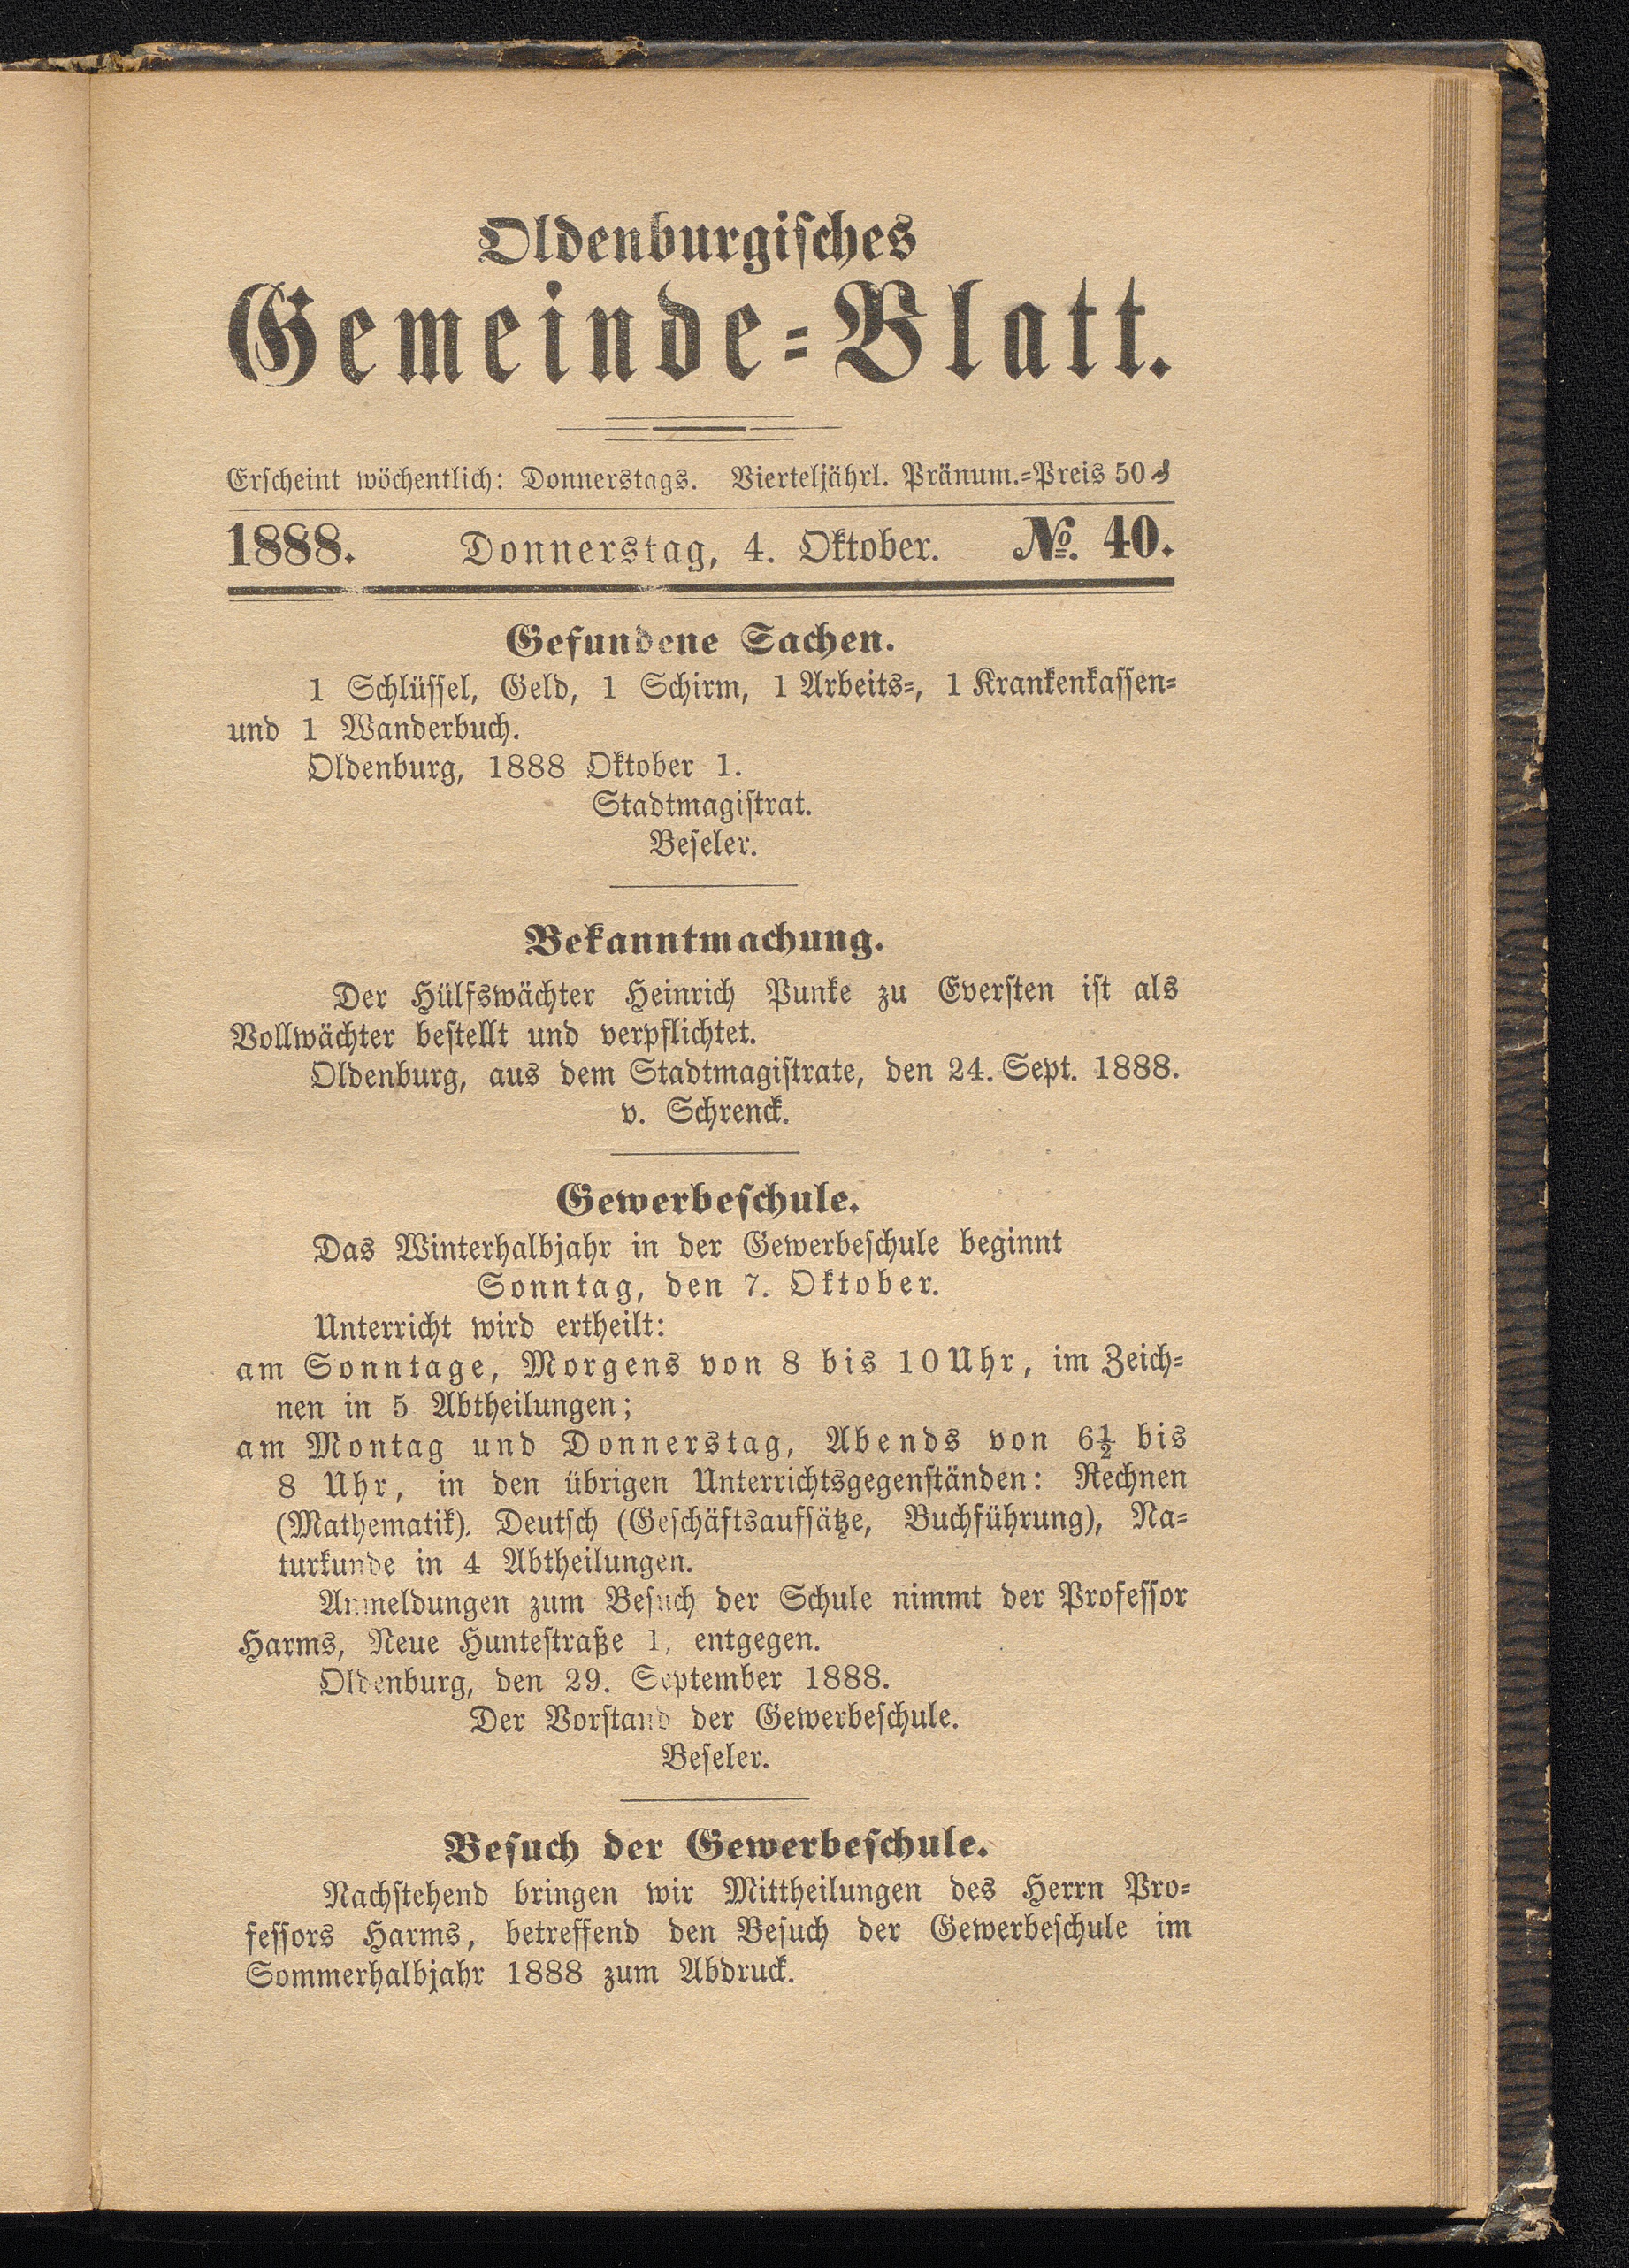 Oldenburgisches
Gemeinde=Blatt.
Erscheint wöchentlich: Donnerstags. Vierteljährl. Pränum.=Preis 50 ₰
1888. Donnerstag, 4. Oktober. №. 40.
Gefundene Sachen.
1 Schlüssel, Geld, 1 Schirm, 1 Arbeits=, 1 Krankenkassen=
und 1 Wanderbuch.
Oldenburg, 1888 Oktober 1.
Stadtmagistrat.
Beseler.
Bekanntmachung.
Der Hülfswächter Heinrich Punke zu Eversten ist als
Vollwächter bestellt und verpflichtet.
Oldenburg, aus dem Stadtmagistrate, den 24. Sept. 1888.
v. Schrenck.
Gewerbeschule.
Das Winterhalbjahr in der Gewerbeschule beginnt
Sonntag, den 7. Oktober.
Unterricht wird ertheilt:
am Sonntage, Morgens von 8 bis 10 Uhr, im Zeich=
nen in 5 Abtheilungen;
am Montag und Donnerstag, Abends von 6½ bis
8 Uhr, in den übrigen Unterrichtsgegenständen: Rechnen
(Mathematik). Deutsch (Geschäftsaufsätze, Buchführung), Na=
turkunde in 4 Abtheilungen.
Anmeldungen zum Besuch der Schule nimmt der Professor
Harms, Neue Huntestraße 1, entgegen.
Oldenburg, den 29. September 1888.
Der Vorstand der Gewerbeschule.
Beseler.
Besuch der Gewerbeschule.
Nachstehend bringen wir Mittheilungen des Herrn Pro=
fessors Harms, betreffend den Besuch der Gewerbeschule im
Sommerhalbjahr 1888 zum Abdruck.